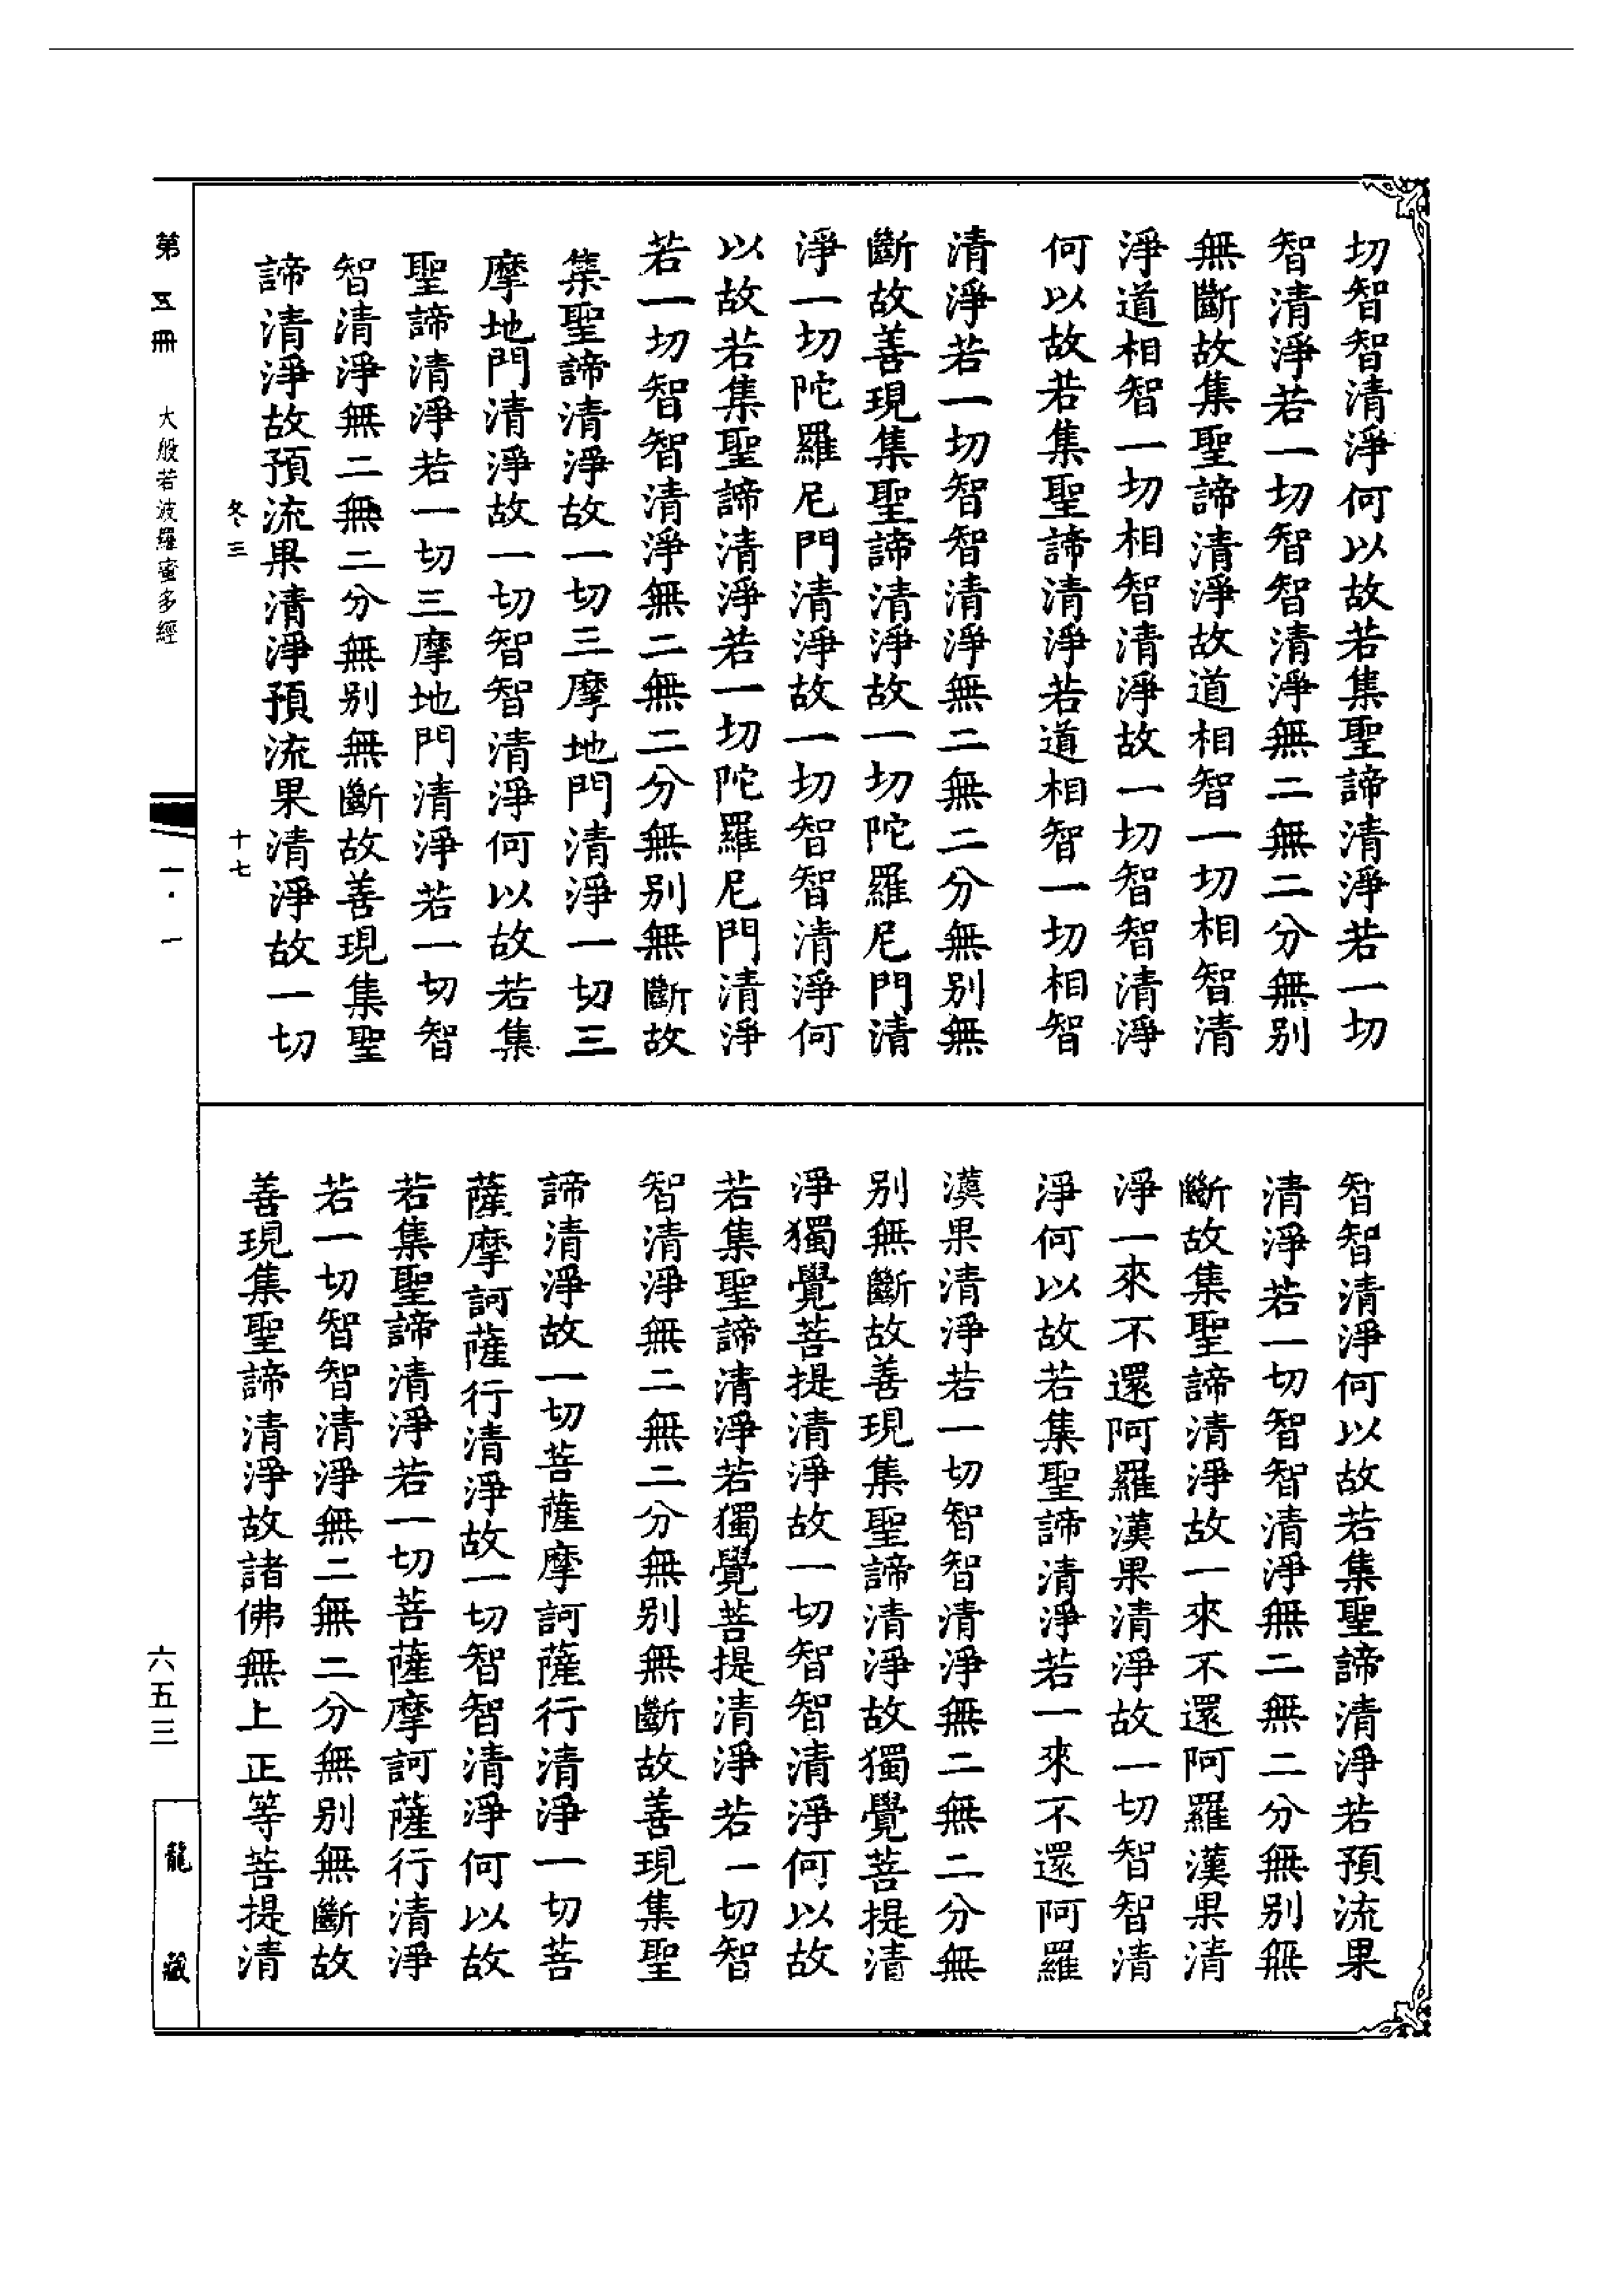 切智智清淨何以故若集聖諦清淨若一切
智清淨若一切智智清淨無二無二分無別
無斷故集聖諦清淨故道相智一切相智清
淨道相智一切相智清淨故一切智智清淨
何以故若集聖諦清淨若道相智一切相智
清淨若一切智智清淨無二無二分無別無
斷故善現集聖諦清淨故一切陀羅尼門清
淨一切陀羅尼門清淨故一切智智清淨何
以故若集聖諦清淨若一切陀羅尼門清淨
若一切智智清淨無二無二分無別無斷故
集聖諦清淨故一切三摩地門清淨一切三
摩地門清淨故一切智智清淨何以故若集
聖諦清淨若一切三摩地門清淨若一切智
智清淨無二無二分無別無斷故善現集聖
諦清淨故預流果清淨預流果清淨故一切
冬三 十七
智智清淨何以故若集聖諦清淨若預流果
清淨若一切智智清淨無二無二分無別無
斷故集聖諦清淨故一來不還阿羅漢果清
淨一來不還阿羅漢果清淨故一切智智清
淨何以故若集聖諦清淨若一來不還阿羅
漢果清淨若一切智智清淨無二無二分無
別無斷故善現集聖諦清淨故獨覺菩提清
淨獨覺菩提清淨故一切智智清淨何以故
若集聖諦清淨若獨覺菩提清淨若一切智
智清淨無二無二分無別無斷故善現集聖
諦清淨故一切菩薩摩訶薩行清淨一切菩
薩摩訶薩行清淨故一切智智清淨何以故
若集聖諦清淨若一切菩薩摩訶薩行清淨
若一切智智清淨無二無二分無別無斷故
善現集聖諦清淨故諸佛無上正等菩提清
第五冊 大般若波羅蜜多經 一·一
六五三
龍藏